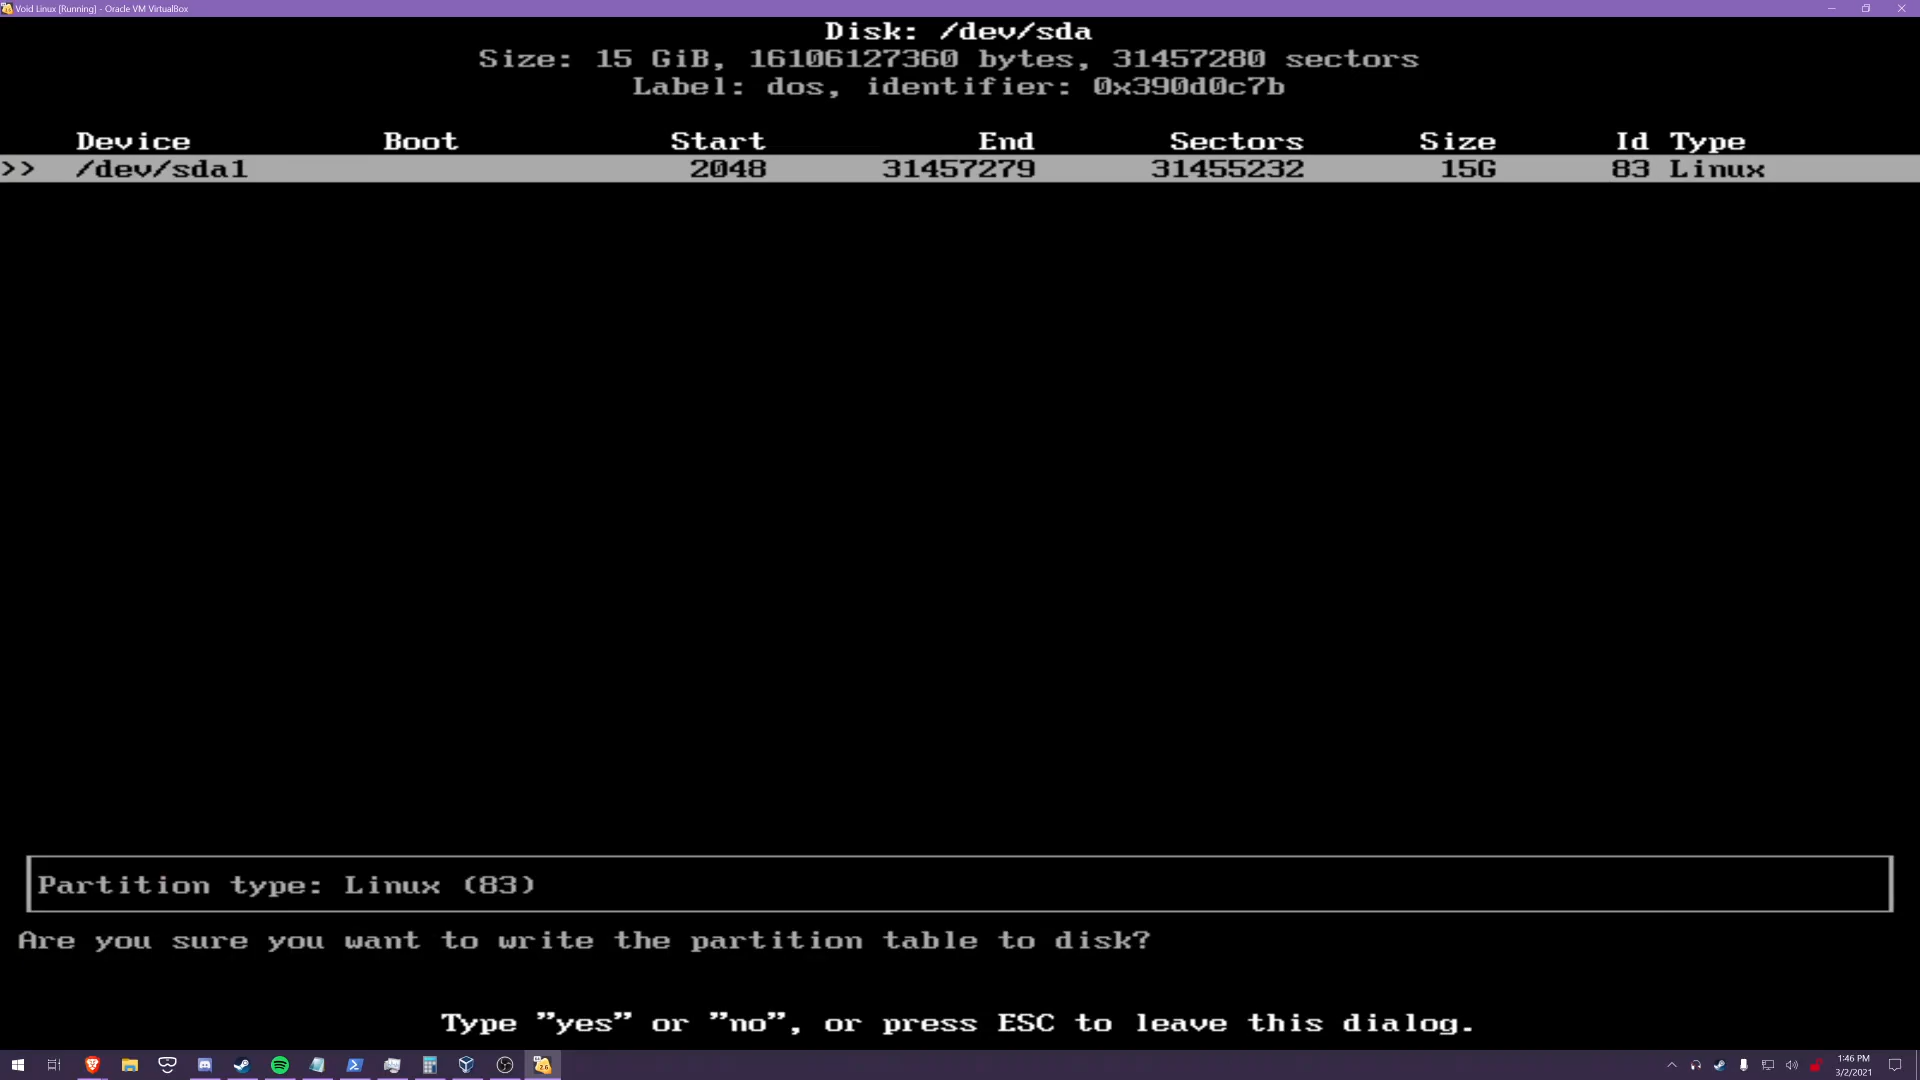 Void Linux [Running] - Oracle VM VirtualBox
Disk: /dev/sda
Size: 15 GiB, 16106127360 bytes, 31457280 sectors
Label: dos, identifier: 0x390d0c7b
Device Boot Start End Sectors Size Id Type
>> /dev/sda1 2048 31457279 31455232 15G 83 Linux
Partition type: Linux (83)
Are you sure you want to write the partition table to disk?
Type "yes" or "no", or press ESC to leave this dialog.
1:46 PM
3/2/2021